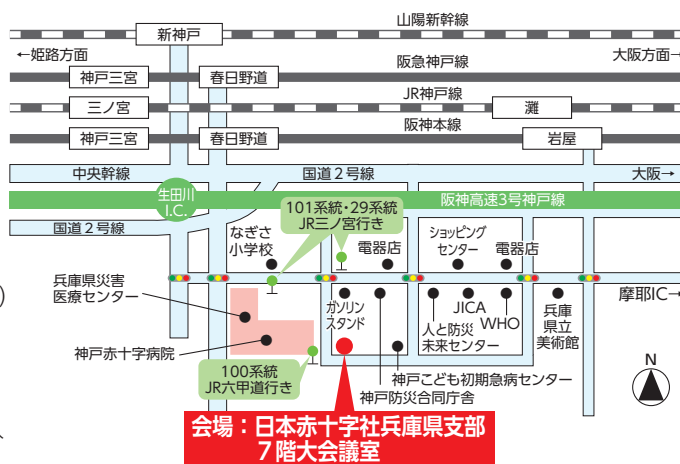 山陽新幹線
新神戸
←姫路方面
大阪方面→
阪急神戸線
神戸三宮
春日野道
JR神戸線
三ノ宮
灘
阪神本線
神戸三宮
春日野道
岩屋
中央幹線
国道2号線
大阪→
生田川
I.C.
阪神高速3号神戸線
101系統・29系統
JR三ノ宮行き
国道2号線
なぎさ
小学校
電器店
ショッピング
センター
電器店
兵庫県災害
医療センター
摩耶IC→
ガソリン
スタンド
JICA
WHO
人と防災
未来センター
兵庫
県立
美術館
神戸赤十字病院
100系統
JR六甲道行き
神戸こども初期急病センター
神戸防災合同庁舎
N
会場：日本赤十字社兵庫県支部
７階大会議室